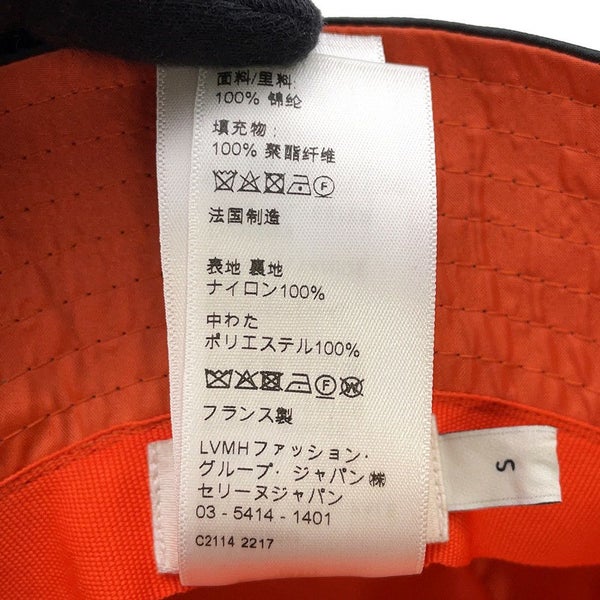 面料/里料:
100% 锦纶
填充物:
100% 聚酯纤维
F
法国制造
表地 裏地
ナイロン100%
中わた
ポリエステル100%
F W
フランス製
LVMHファッション・
グループ・ジャパン㈱
セリーヌジャパン
03 - 5414 - 1401
C2114 2217
S